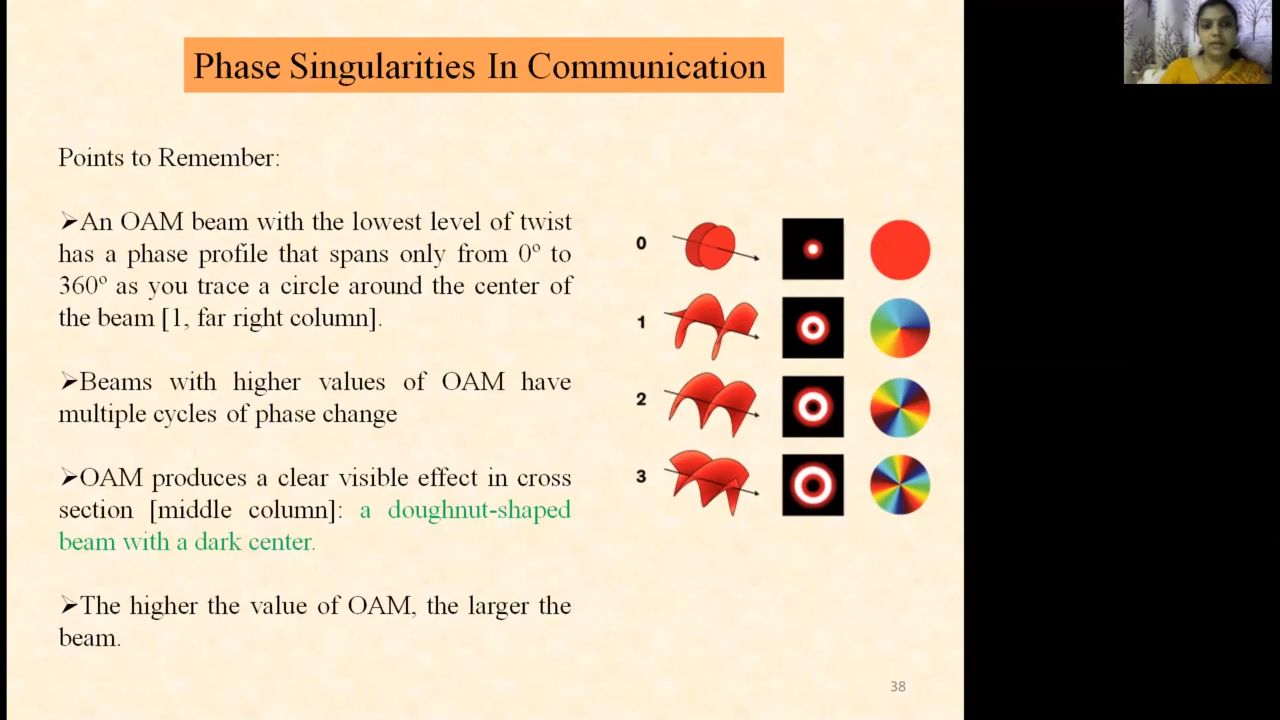 Phase Singularities In Communication
Points to Remember:
➢An OAM beam with the lowest level of twist
has a phase profile that spans only from 0º to
360º as you trace a circle around the center of
the beam [1, far right column].
➢Beams with higher values of OAM have
multiple cycles of phase change
➢OAM produces a clear visible effect in cross
section [middle column]: a doughnut-shaped
beam with a dark center.
➢The higher the value of OAM, the larger the
beam.
0
1
2
3
38